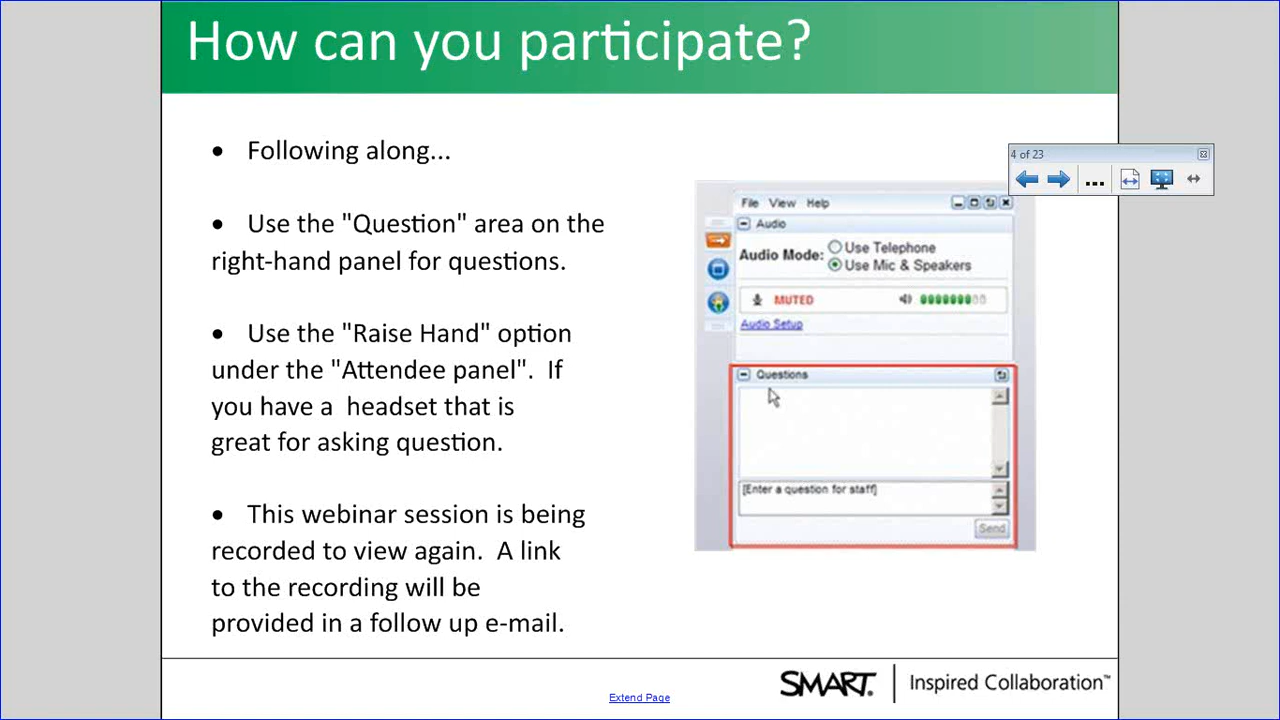 How can you participate?
• Following along...
• Use the "Question" area on the
right-hand panel for questions.
• Use the "Raise Hand" option
under the "Attendee panel".  If
you have a  headset that is
great for asking question.
• This webinar session is being
recorded to view again.  A link
to the recording will be
provided in a follow up e-mail.
4 of 23
File View Help
Audio
Audio Mode: Use Telephone
Use Mic & Speakers
MUTED
Audio Setup
Questions
[Enter a question for staff]
Send
Extend Page
SMART Inspired Collaboration™